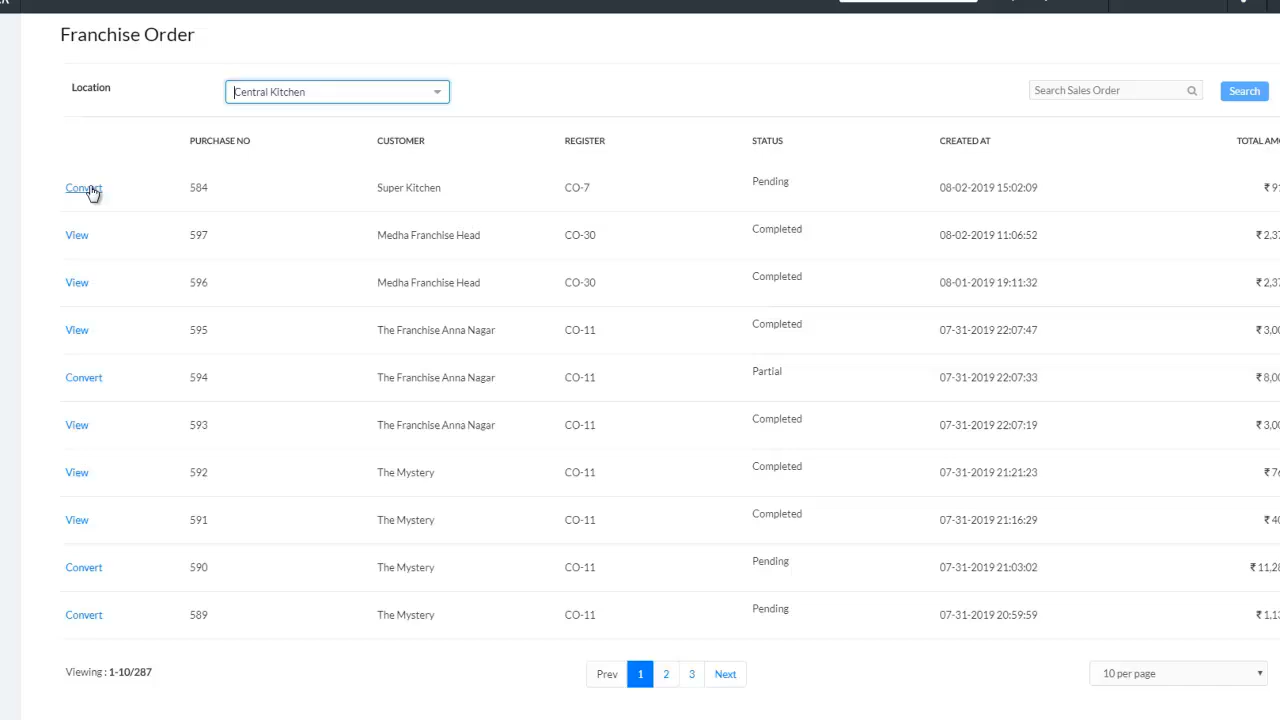 Franchise Order
Location
Central Kitchen
Search Sales Order
Search
PURCHASE NO CUSTOMER REGISTER STATUS CREATED AT TOTAL
Convert 584 Super Kitchen CO-7 Pending 08-02-2019 15:02:09
View 597 Medha Franchise Head CO-30 Completed 08-02-2019 11:06:52
View 596 Medha Franchise Head CO-30 Completed 08-01-2019 19:11:32
View 595 The Franchise Anna Nagar CO-11 Completed 07-31-2019 22:07:47
Convert 594 The Franchise Anna Nagar CO-11 Partial 07-31-2019 22:07:33
View 593 The Franchise Anna Nagar CO-11 Completed 07-31-2019 22:07:19
View 592 The Mystery CO-11 Completed 07-31-2019 21:21:23
View 591 The Mystery CO-11 Completed 07-31-2019 21:16:29
Convert 590 The Mystery CO-11 Pending 07-31-2019 21:03:02
Convert 589 The Mystery CO-11 Pending 07-31-2019 20:59:59
Viewing : 1-10/287
Prev 1 2 3 Next
10 per page